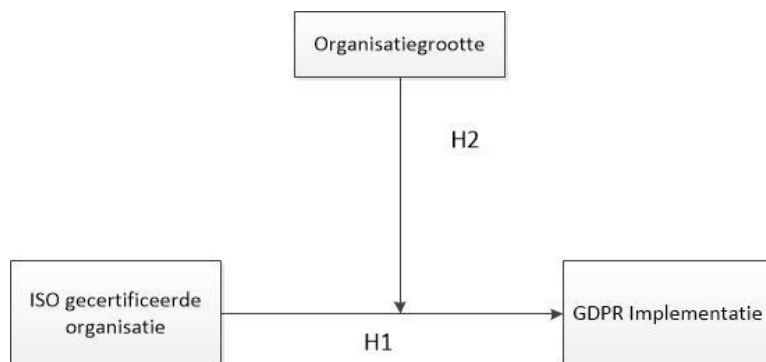 Organisatiegrootte
H2
ISO gecertificeerde
organisatie
GDPR Implementatie
H1